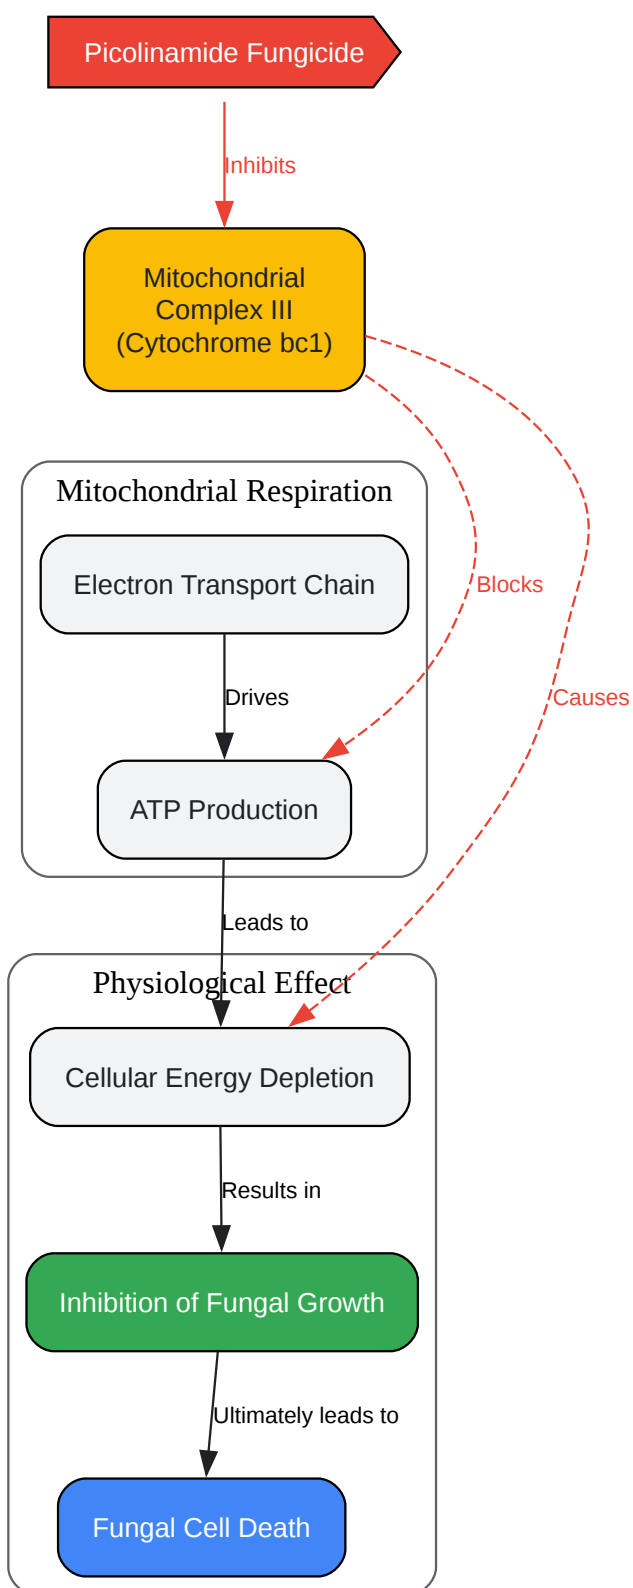 Picolinamide Fungicide
Inhibits
Mitochondrial
Complex III
(Cytochrome bc1)
Mitochondrial Respiration
Electron Transport Chain
Blocks
Drives
Causes
ATP Production
Leads to
Physiological Effect
Cellular Energy Depletion
Results in
Inhibition of Fungal Growth
Ultimately leads to
Fungal Cell Death